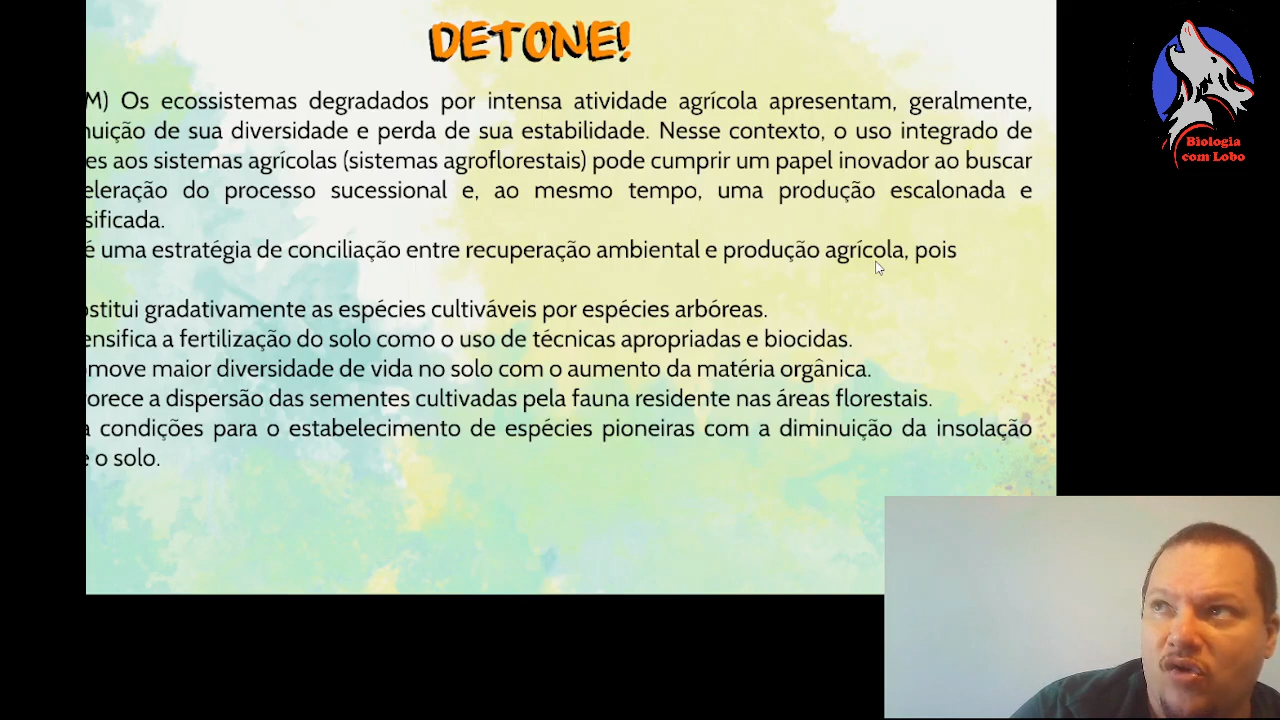 DETONE!
M) Os ecossistemas degradados por intensa atividade agrícola apresentam, geralmente,
nuição de sua diversidade e perda de sua estabilidade. Nesse contexto, o uso integrado de
es aos sistemas agrícolas (sistemas agroflorestais) pode cumprir um papel inovador ao buscar
eleração do processo sucessional e, ao mesmo tempo, uma produção escalonada e
sificada.
é uma estratégia de conciliação entre recuperação ambiental e produção agrícola, pois
ostitui gradativamente as espécies cultiváveis por espécies arbóreas.
ensifica a fertilização do solo como o uso de técnicas apropriadas e biocidas.
move maior diversidade de vida no solo com o aumento da matéria orgânica.
orece a dispersão das sementes cultivadas pela fauna residente nas áreas florestais.
a condições para o estabelecimento de espécies pioneiras com a diminuição da insolação
e o solo.
Biologia
com Lobo